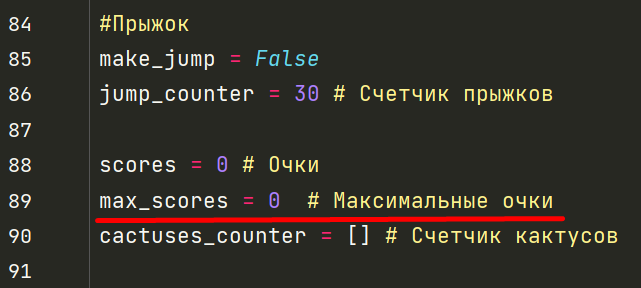 84 #Прыжок
85 make_jump = False
86 jump_counter = 30 # Счетчик прыжков
87
88 scores = 0 # Очки
89 max_scores = 0  # Максимальные очки
90 cactuses_counter = [] # Счетчик кактусов
91